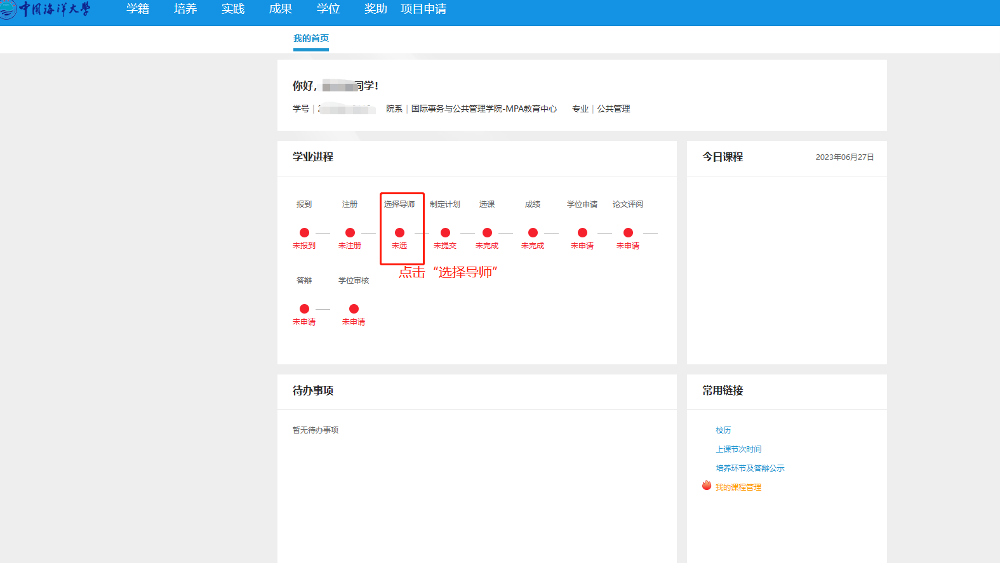 中国海洋大学
学籍 培养 实践 成果 学位 奖助 项目申请
我的首页
你好, 同学!
学号 | 院系 | 国际事务与公共管理学院-MPA教育中心 专业 | 公共管理
学业进程
今日课程 2023年06月27日
报到 注册 选择导师 制定计划 选课 成绩 学位申请 论文评阅
未报到 未注册 未选 未提交 未完成 未完成 未申请 未申请
点击“选择导师”
答辩 学位审核
未申请 未申请
待办事项
常用链接
暂无待办事项
校历
上课节次时间
培养环节及答辩公示
我的课程管理